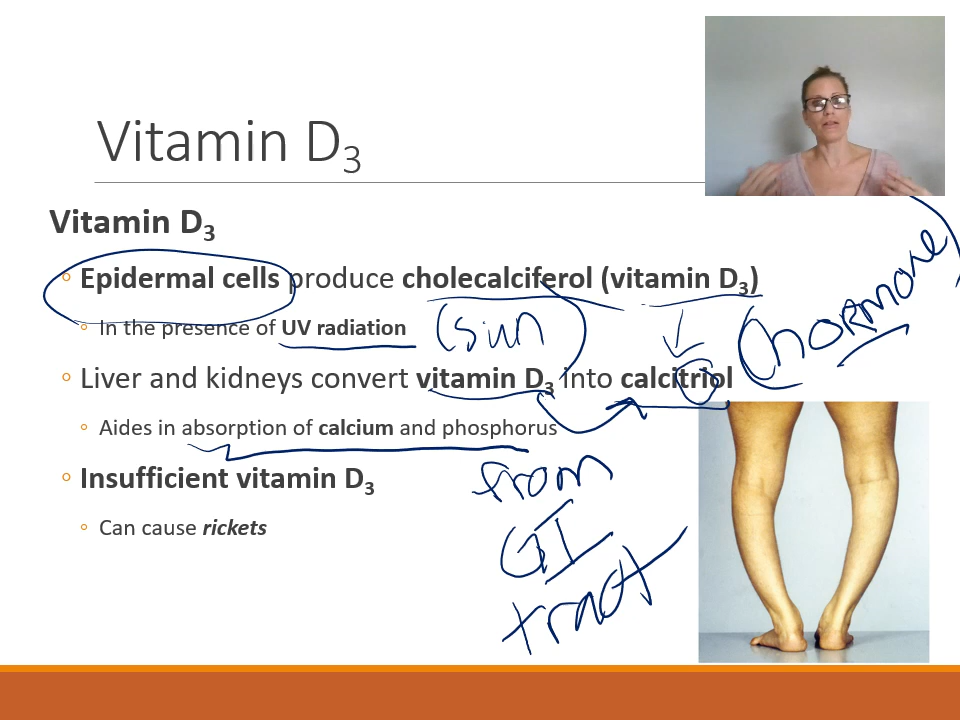 Vitamin D3
Vitamin D3
◦ Epidermal cells produce cholecalciferol (vitamin D3)
◦ In the presence of UV radiation (sun)
hormone
◦ Liver and kidneys convert vitamin D3 into calcitriol
◦ Aides in absorption of calcium and phosphorus
from
GI
tract
◦ Insufficient vitamin D3
◦ Can cause rickets